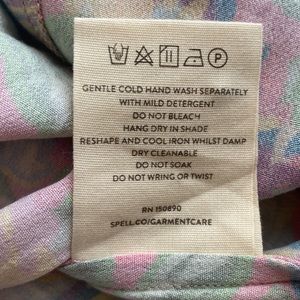 P
GENTLE COLD HAND WASH SEPARATELY
WITH MILD DETERGENT
DO NOT BLEACH
HANG DRY IN SHADE
RESHAPE AND COOL IRON WHILST DAMP
DRY CLEANABLE
DO NOT SOAK
DO NOT WRING OR TWIST
RN 150890
SPELL.CO/GARMENTCARE